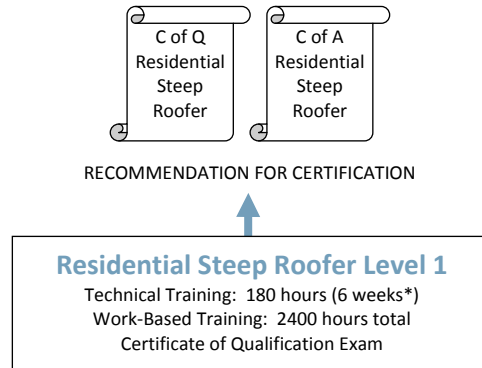 C of Q
Residential
Steep
Roofer
C of A
Residential
Steep
Roofer
RECOMMENDATION FOR CERTIFICATION
Residential Steep Roofer Level 1
Technical Training:  180 hours (6 weeks*)
Work-Based Training:  2400 hours total
Certificate of Qualification Exam